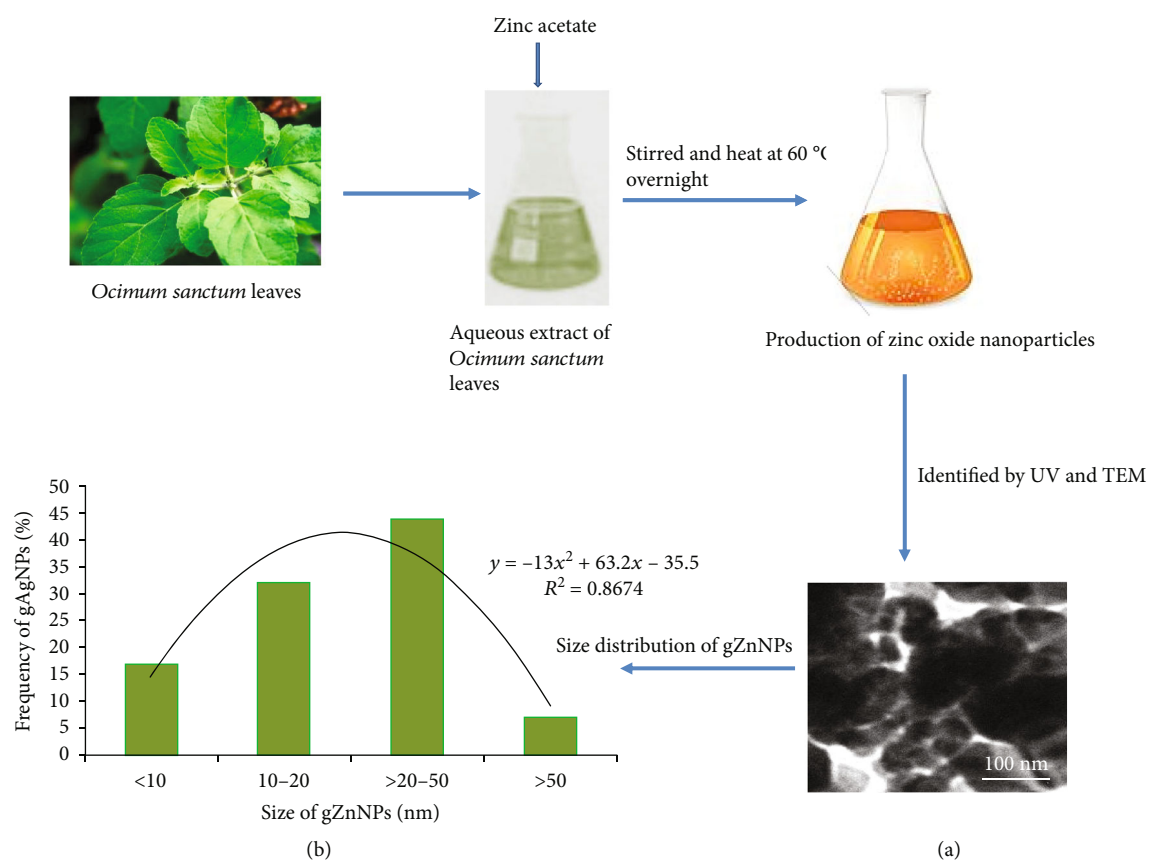 Zinc acetate
Stirred and heat at 60 °C
overnight
Ocimum sanctum leaves
Aqueous extract of
Ocimum sanctum
leaves
Production of zinc oxide nanoparticles
Identified by UV and TEM
100 nm
(a)
Size distribution of gZnNPs
Frequency of gAgNPs (%)
50
45
40
35
30
25
20
15
10
5
0
y = –13x² + 63.2x – 35.5
R² = 0.8674
<10
10–20
>20–50
>50
Size of gZnNPs (nm)
(b)